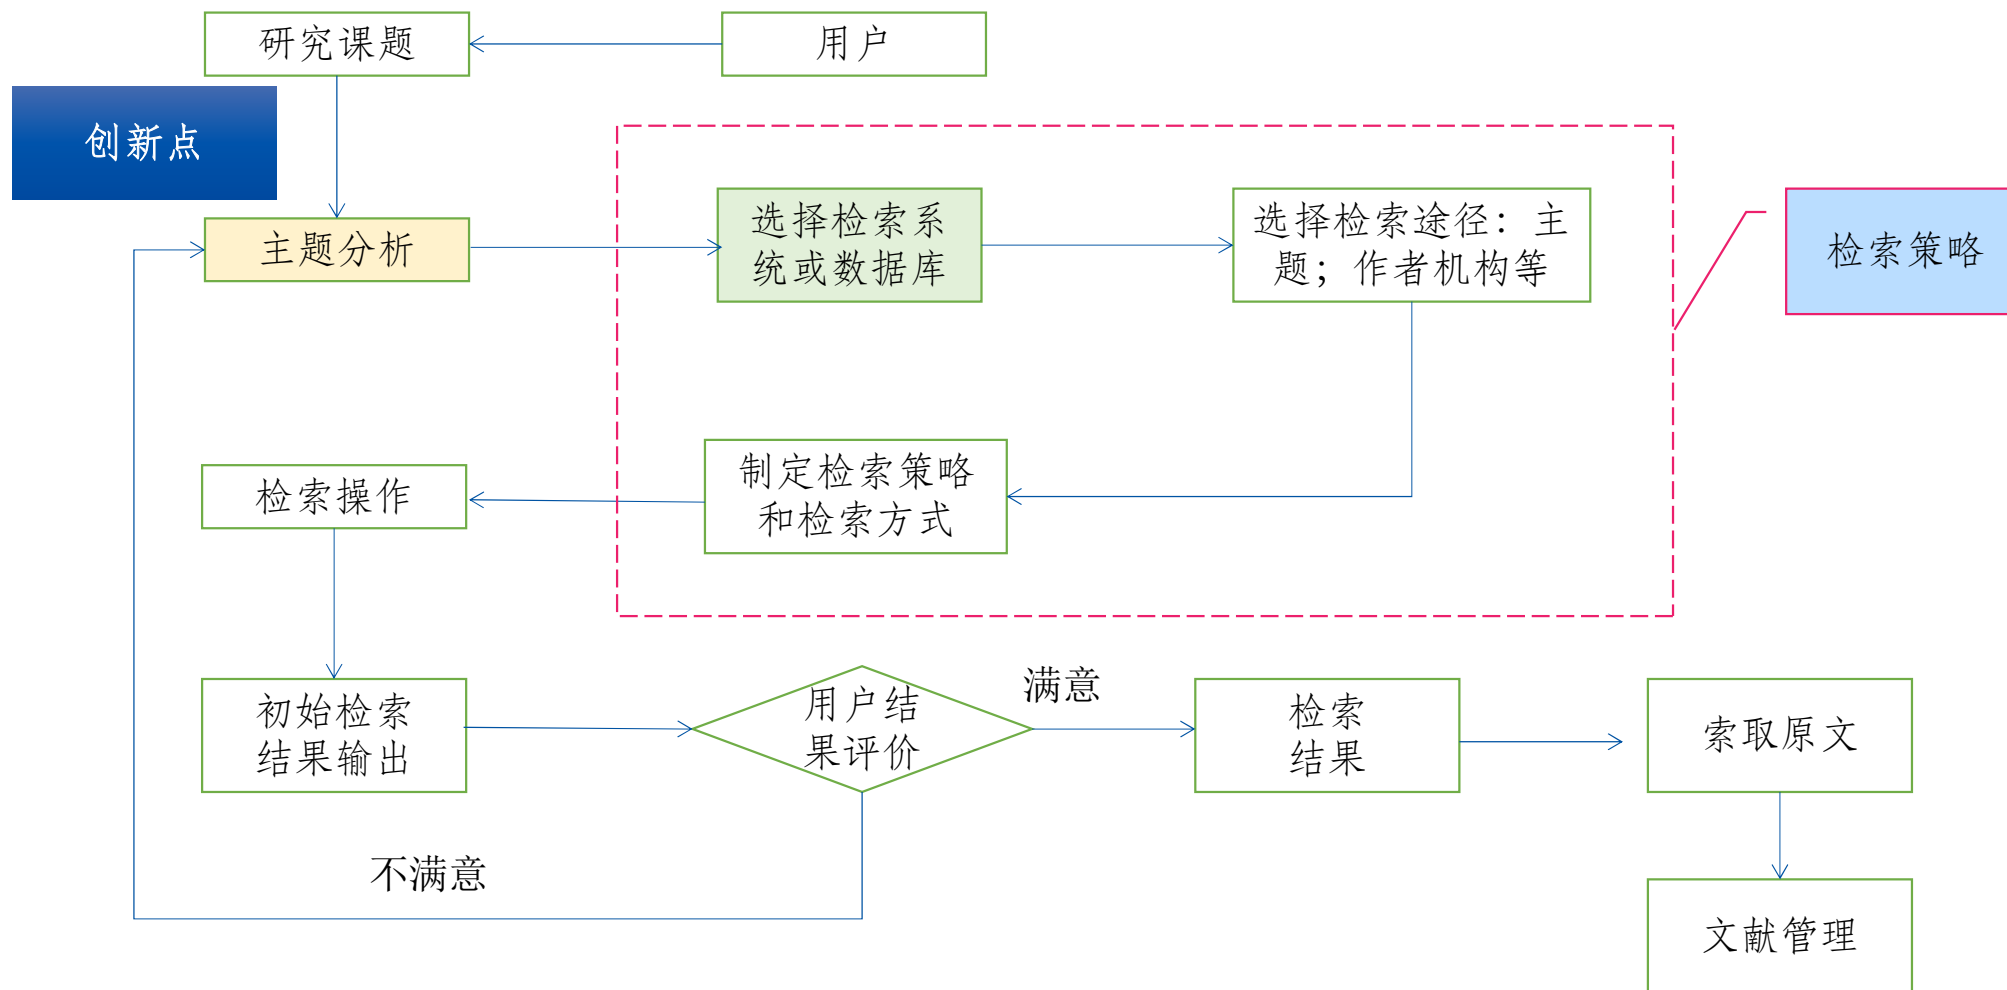 研究课题
用户
创新点
主题分析
选择检索系
统或数据库
选择检索途径：主
题；作者机构等
检索策略
检索操作
制定检索策略
和检索方式
初始检索
结果输出
用户结
果评价
满意
检索
结果
索取原文
不满意
文献管理